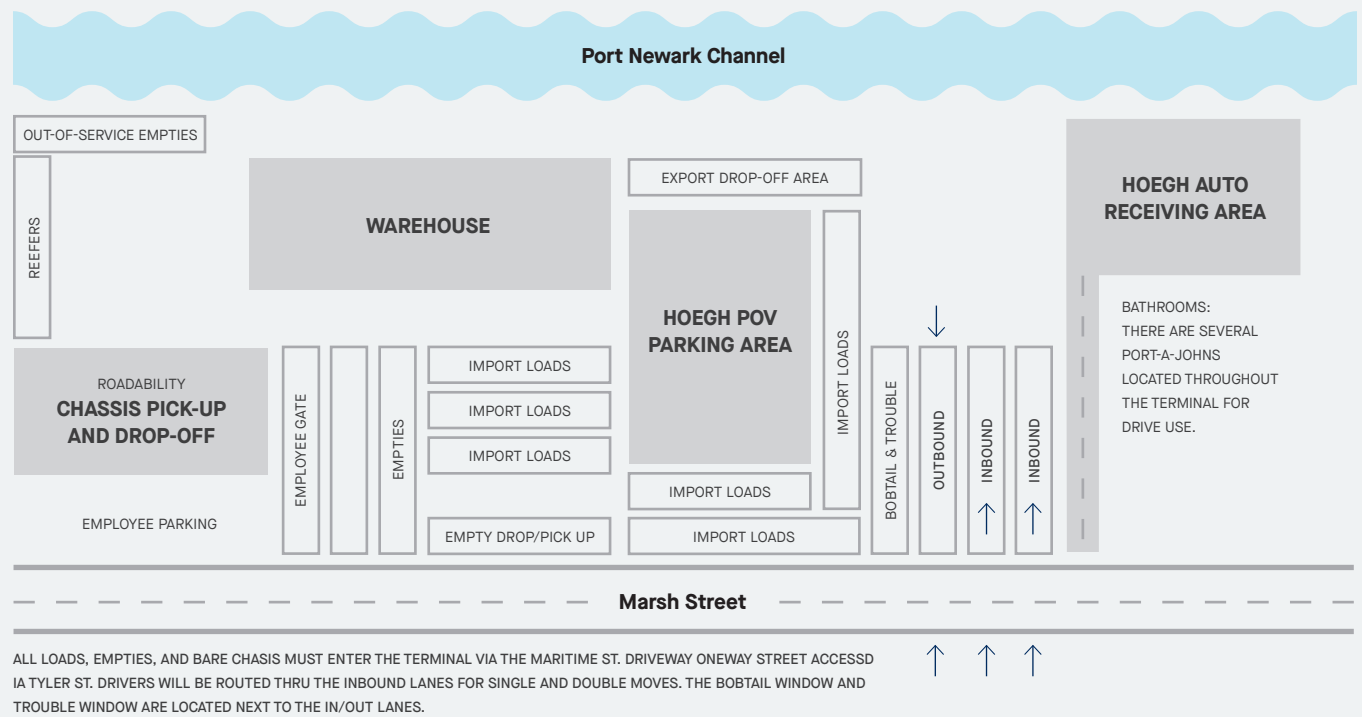 Port Newark Channel
OUT-OF-SERVICE EMPTIES
REEFERS
WAREHOUSE
EXPORT DROP-OFF AREA
HOEGH AUTO
RECEIVING AREA
HOEGH POV
PARKING AREA
IMPORT LOADS
BATHROOMS:
THERE ARE SEVERAL
PORT-A-JOHNS
LOCATED THROUGHOUT
THE TERMINAL FOR
DRIVE USE.
ROADABILITY
CHASSIS PICK-UP
AND DROP-OFF
EMPLOYEE GATE
EMPTIES
IMPORT LOADS
IMPORT LOADS
IMPORT LOADS
IMPORT LOADS
BOBTAIL & TROUBLE
OUTBOUND
INBOUND
INBOUND
EMPLOYEE PARKING
EMPTY DROP/PICK UP
IMPORT LOADS
Marsh Street
ALL LOADS, EMPTIES, AND BARE CHASIS MUST ENTER THE TERMINAL VIA THE MARITIME ST. DRIVEWAY ONEWAY STREET ACCESSD
IA TYLER ST. DRIVERS WILL BE ROUTED THRU THE INBOUND LANES FOR SINGLE AND DOUBLE MOVES. THE BOBTAIL WINDOW AND
TROUBLE WINDOW ARE LOCATED NEXT TO THE IN/OUT LANES.